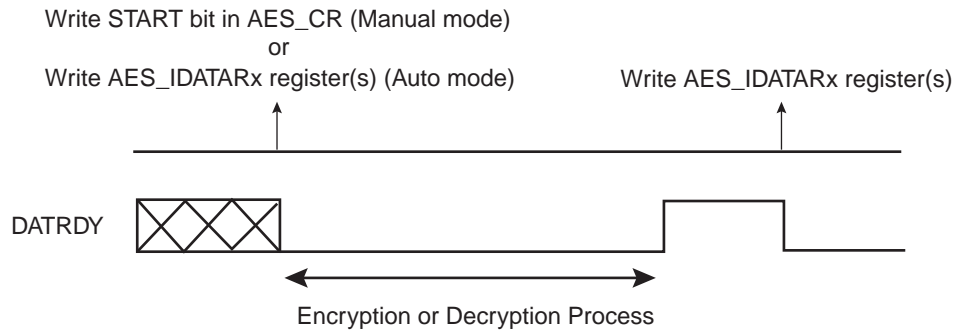 Write START bit in AES_CR (Manual mode)
or
Write AES_IDATARx register(s) (Auto mode)
Write AES_IDATARx register(s)
DATRDY
Encryption or Decryption Process